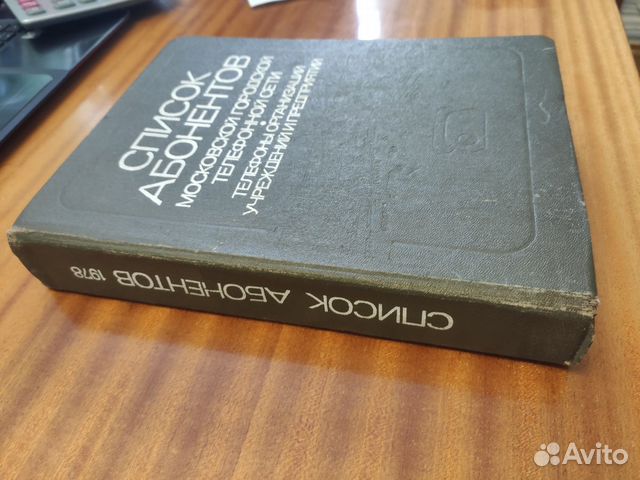 СПИСОК
АБОНЕНТОВ
МОСКОВСКОЙ ГОРОДСКОЙ
ТЕЛЕФОННОЙ СЕТИ
ТЕЛЕФОНЫ ОРГАНИЗАЦИЙ
УЧРЕЖДЕНИЙ И ПРЕДПРИЯТИЙ
СПИСОК АБОНЕНТОВ 1978
Avito